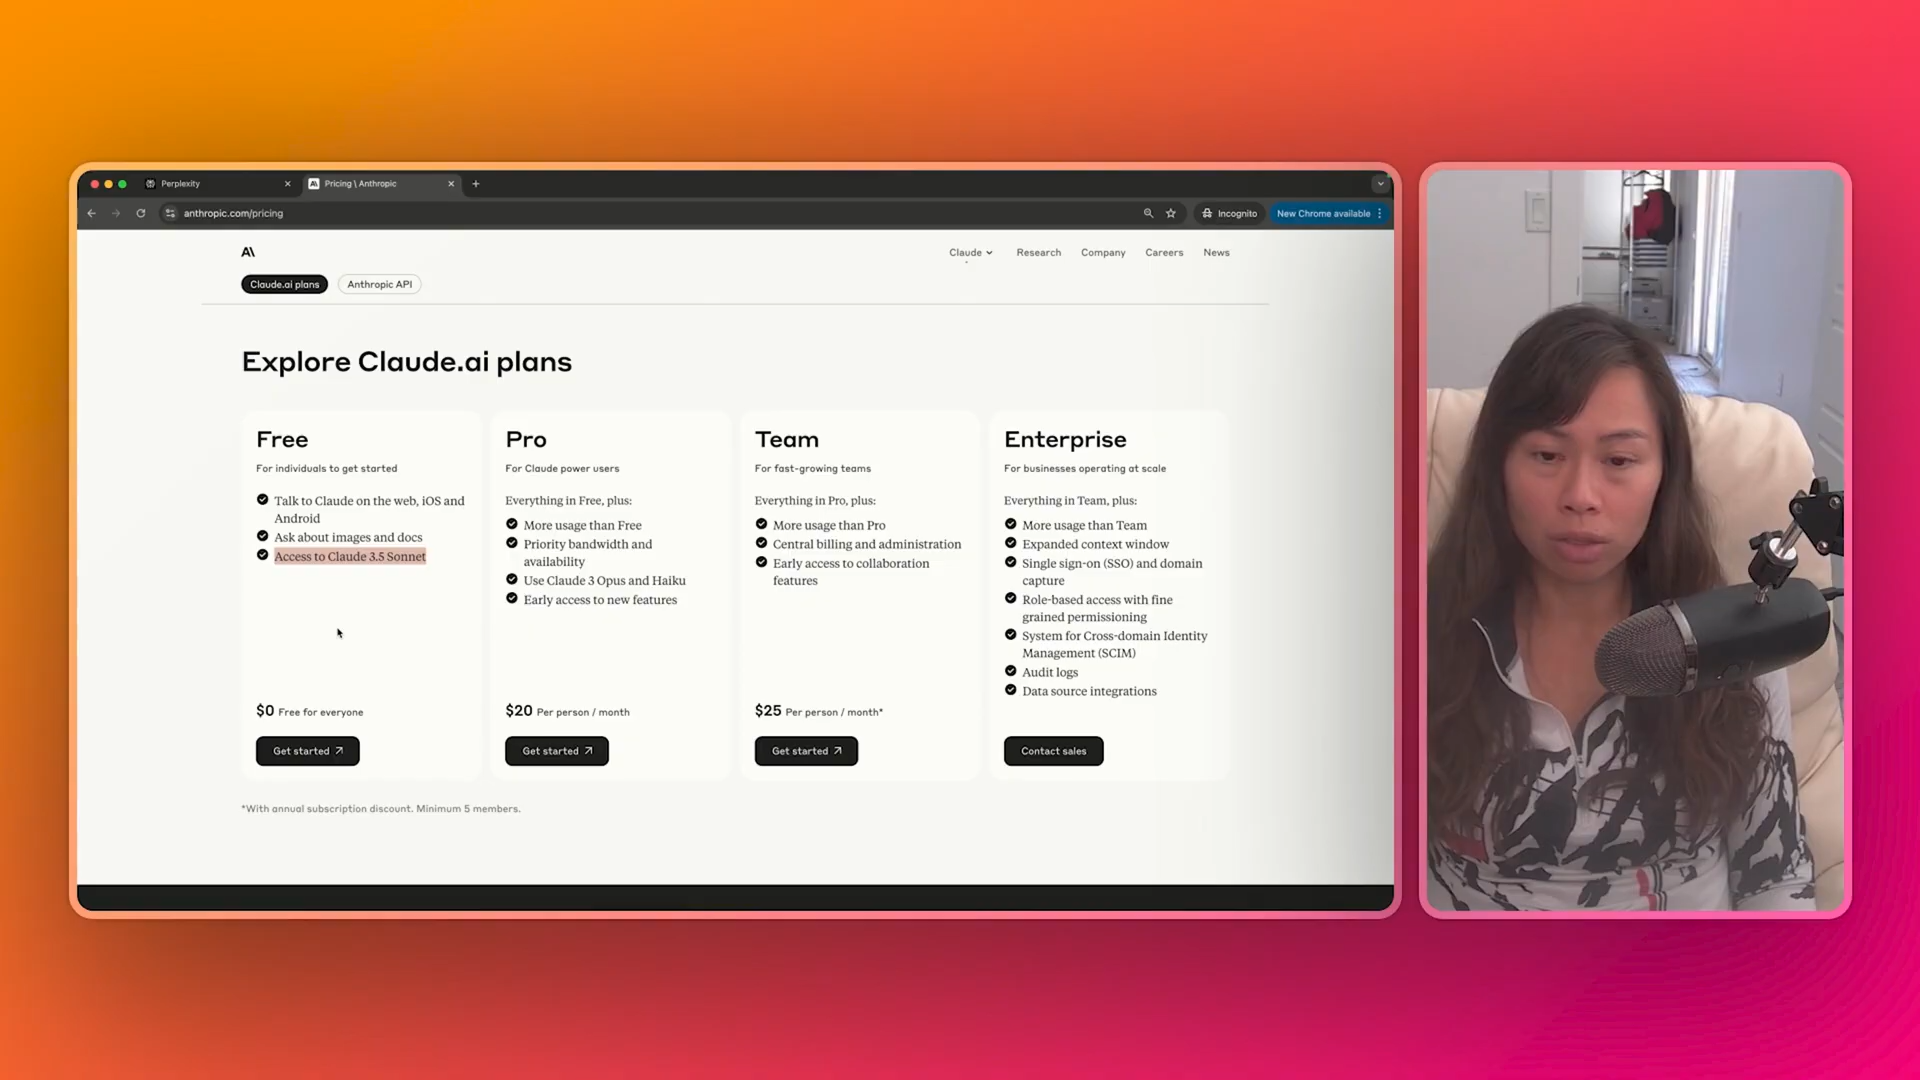 Perplexity
Pricing \ Anthropic
anthropic.com/pricing
Incognito
New Chrome available
A\
Claude
Research
Company
Careers
News
Claude.ai plans
Anthropic API
Explore Claude.ai plans
Free
For individuals to get started
Talk to Claude on the web, iOS and
Android
Ask about images and docs
Access to Claude 3.5 Sonnet
$0 Free for everyone
Get started
Pro
For Claude power users
Everything in Free, plus:
More usage than Free
Priority bandwidth and
availability
Use Claude 3 Opus and Haiku
Early access to new features
$20 Per person / month
Get started
Team
For fast-growing teams
Everything in Pro, plus:
More usage than Pro
Central billing and administration
Early access to collaboration
features
$25 Per person / month*
Get started
Enterprise
For businesses operating at scale
Everything in Team, plus:
More usage than Team
Expanded context window
Single sign-on (SSO) and domain
capture
Role-based access with fine
grained permissioning
System for Cross-domain Identity
Management (SCIM)
Audit logs
Data source integrations
Contact sales
*With annual subscription discount. Minimum 5 members.